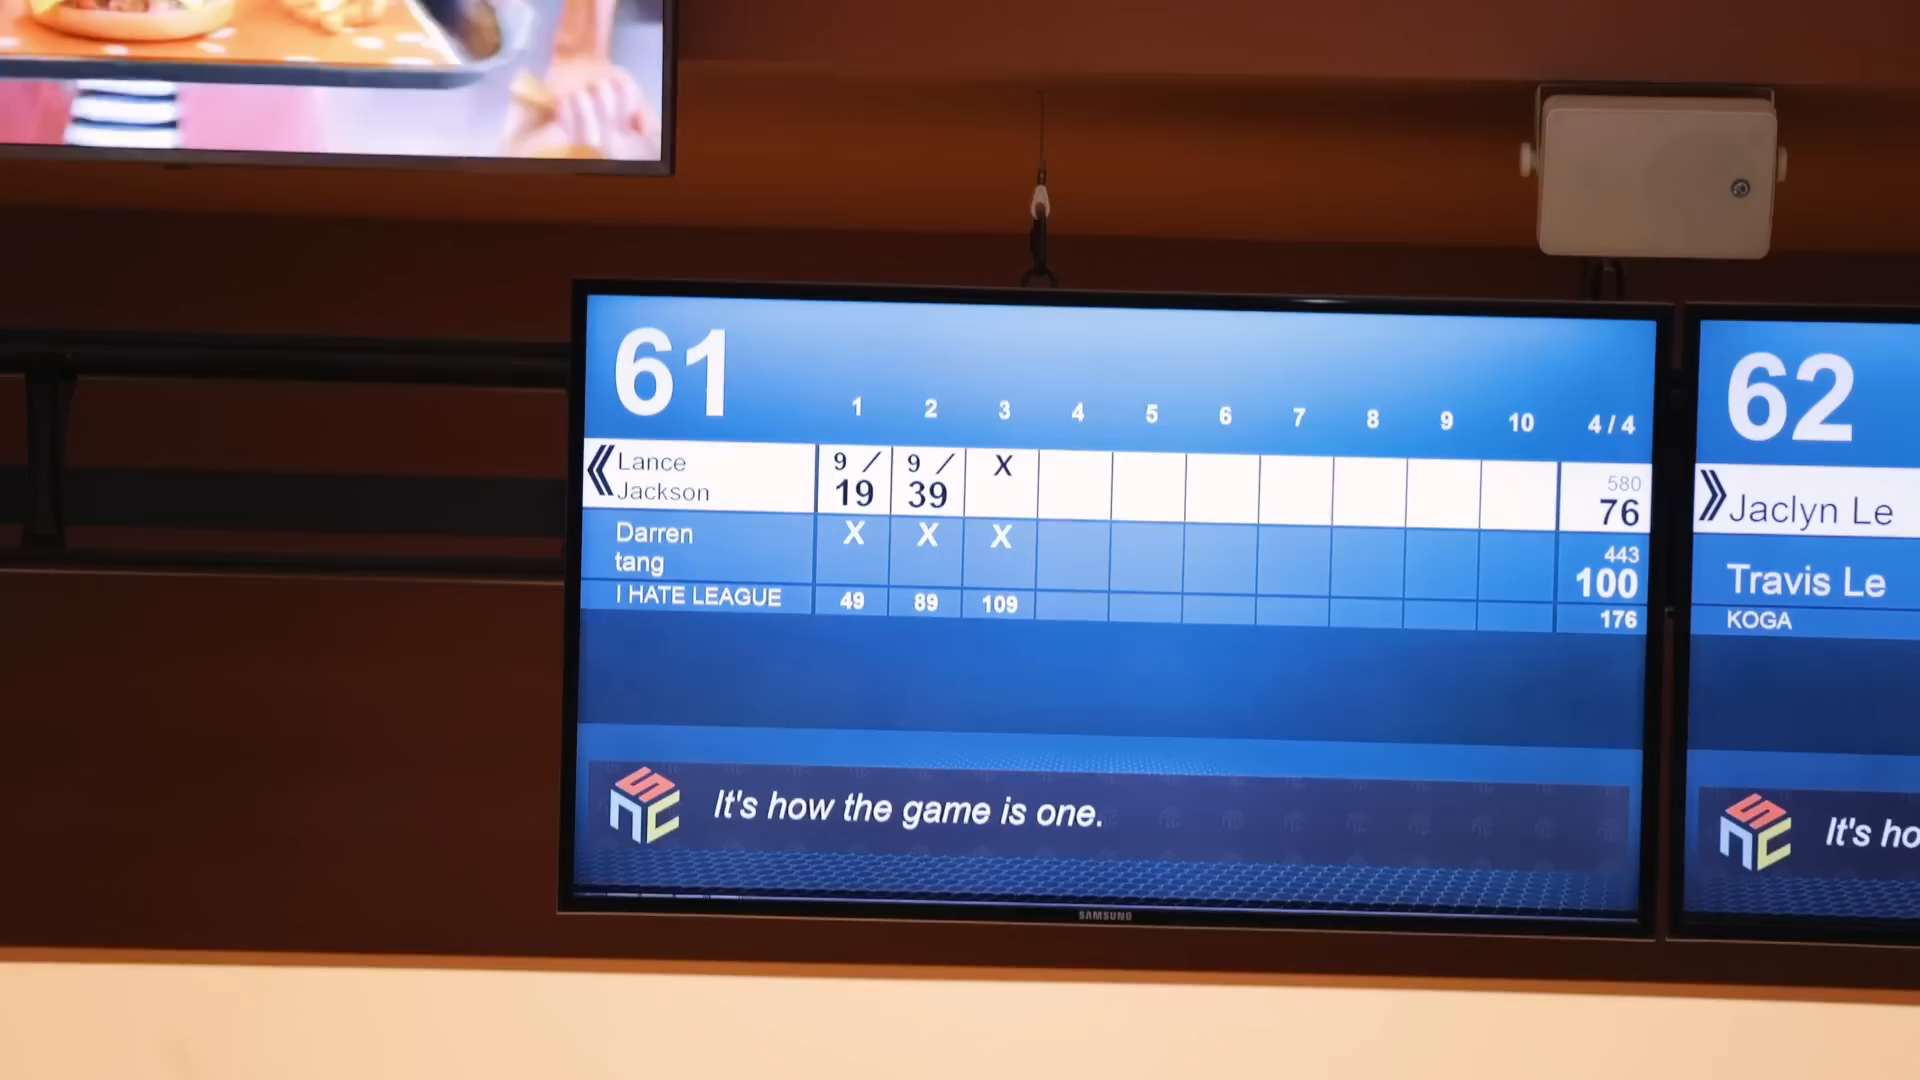 61
1 2 3 4 5 6 7 8 9 10 4/4
Lance
Jackson
9 / 9 / X
19 39
580
76
Darren
tang
X X X
443
100
I HATE LEAGUE 49 89 109 176
SNC
It's how the game is one.
SAMSUNG
62
Jaclyn Le
Travis Le
KOGA
SNC
It's ho